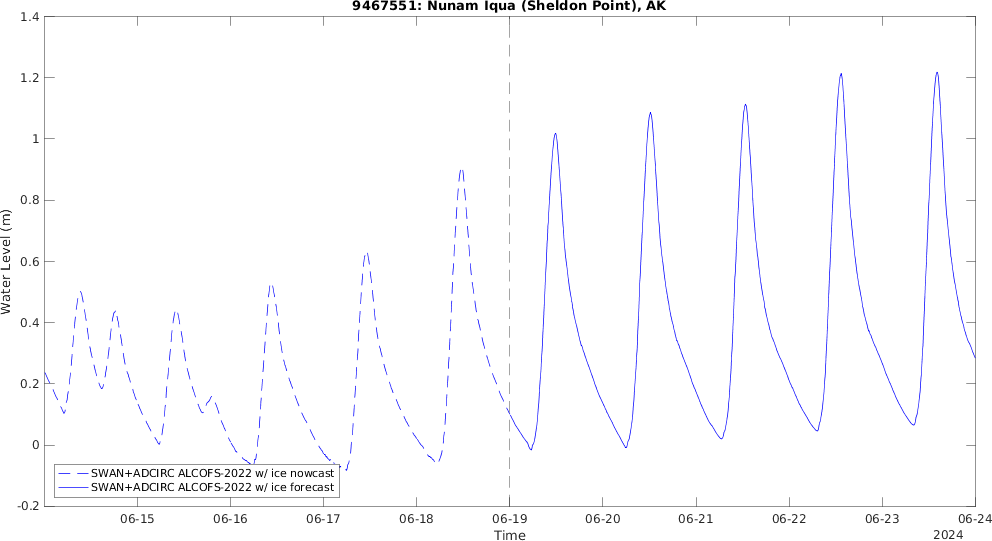 9467551: Nunam Iqua (Sheldon Point), AK
Water Level (m)
1.4
1.2
1
0.8
0.6
0.4
0.2
0
-0.2
SWAN+ADCIRC ALCOFS-2022 w/ ice nowcast
SWAN+ADCIRC ALCOFS-2022 w/ ice forecast
06-15 06-16 06-17 06-18 06-19 06-20 06-21 06-22 06-23 06-24
Time
2024